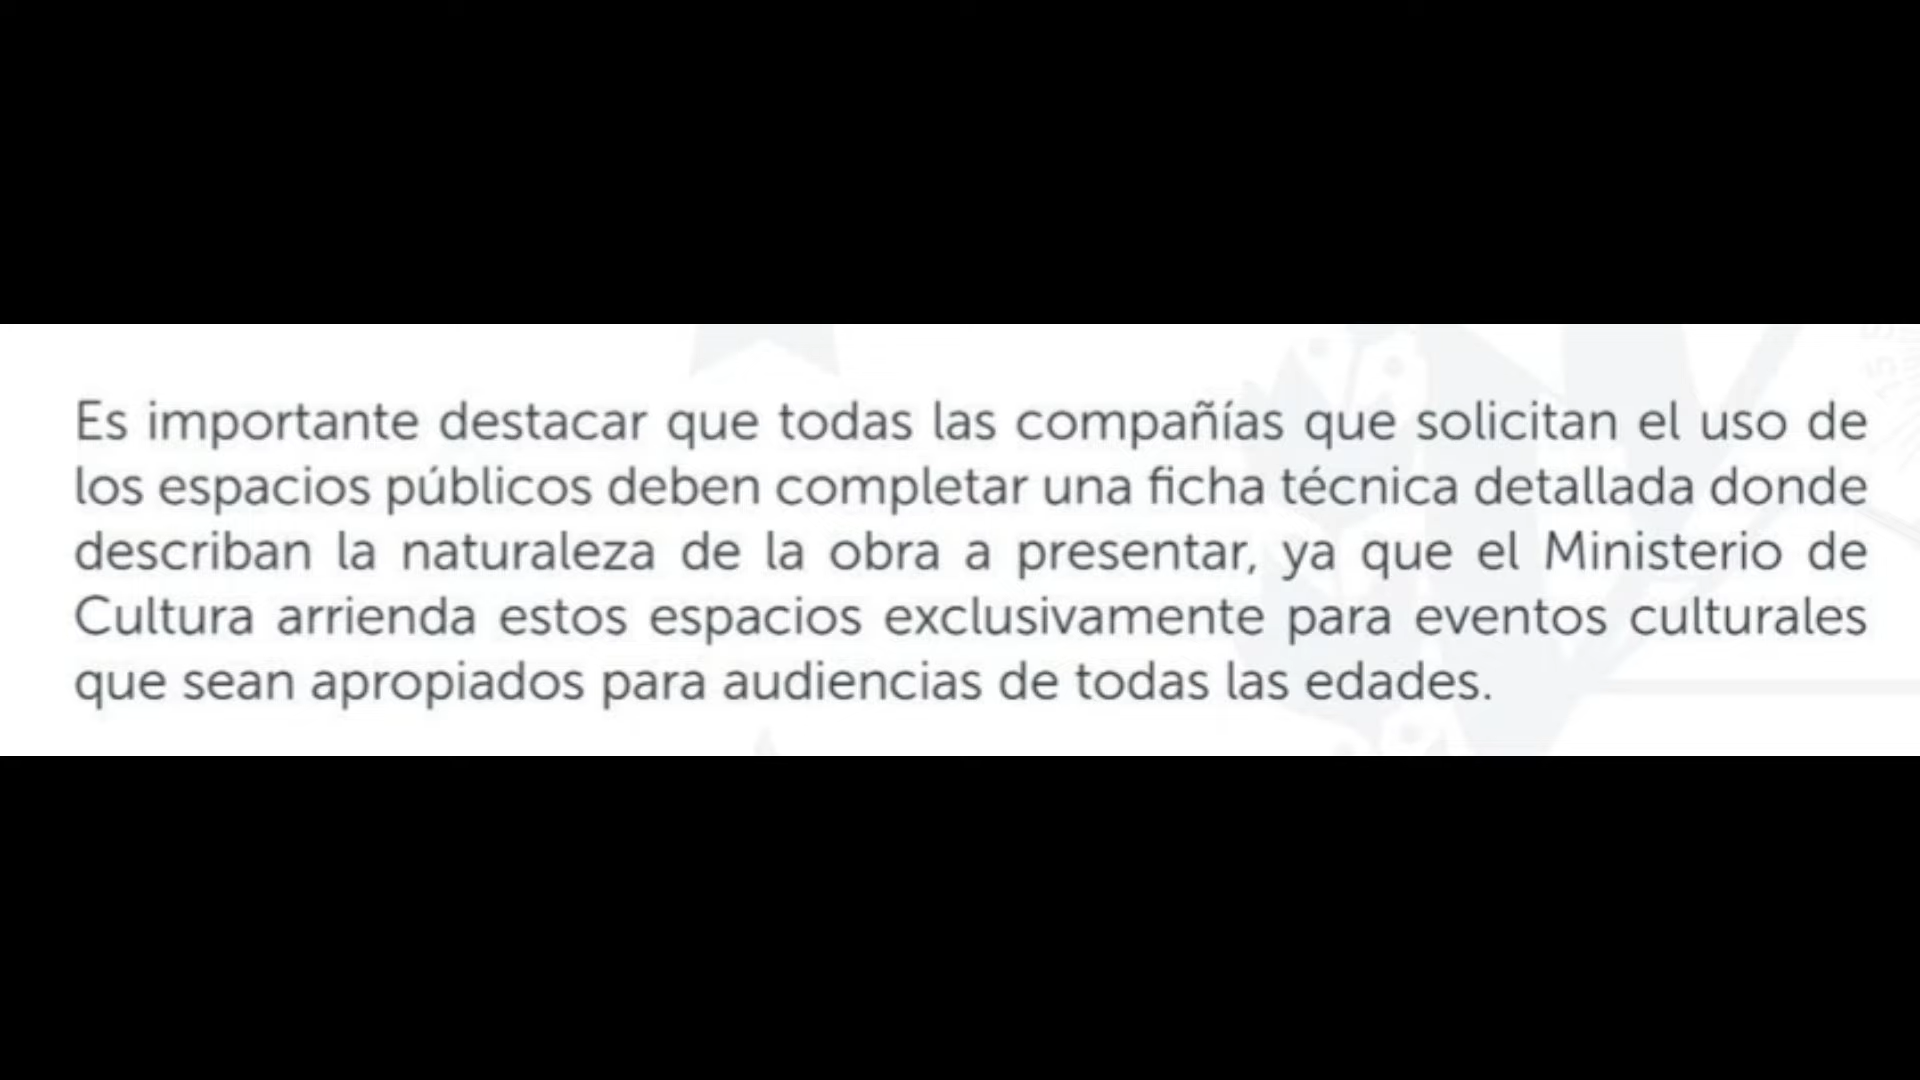 Es importante destacar que todas las compañías que solicitan el uso de
los espacios públicos deben completar una ficha técnica detallada donde
describan la naturaleza de la obra a presentar, ya que el Ministerio de
Cultura arrienda estos espacios exclusivamente para eventos culturales
que sean apropiados para audiencias de todas las edades.